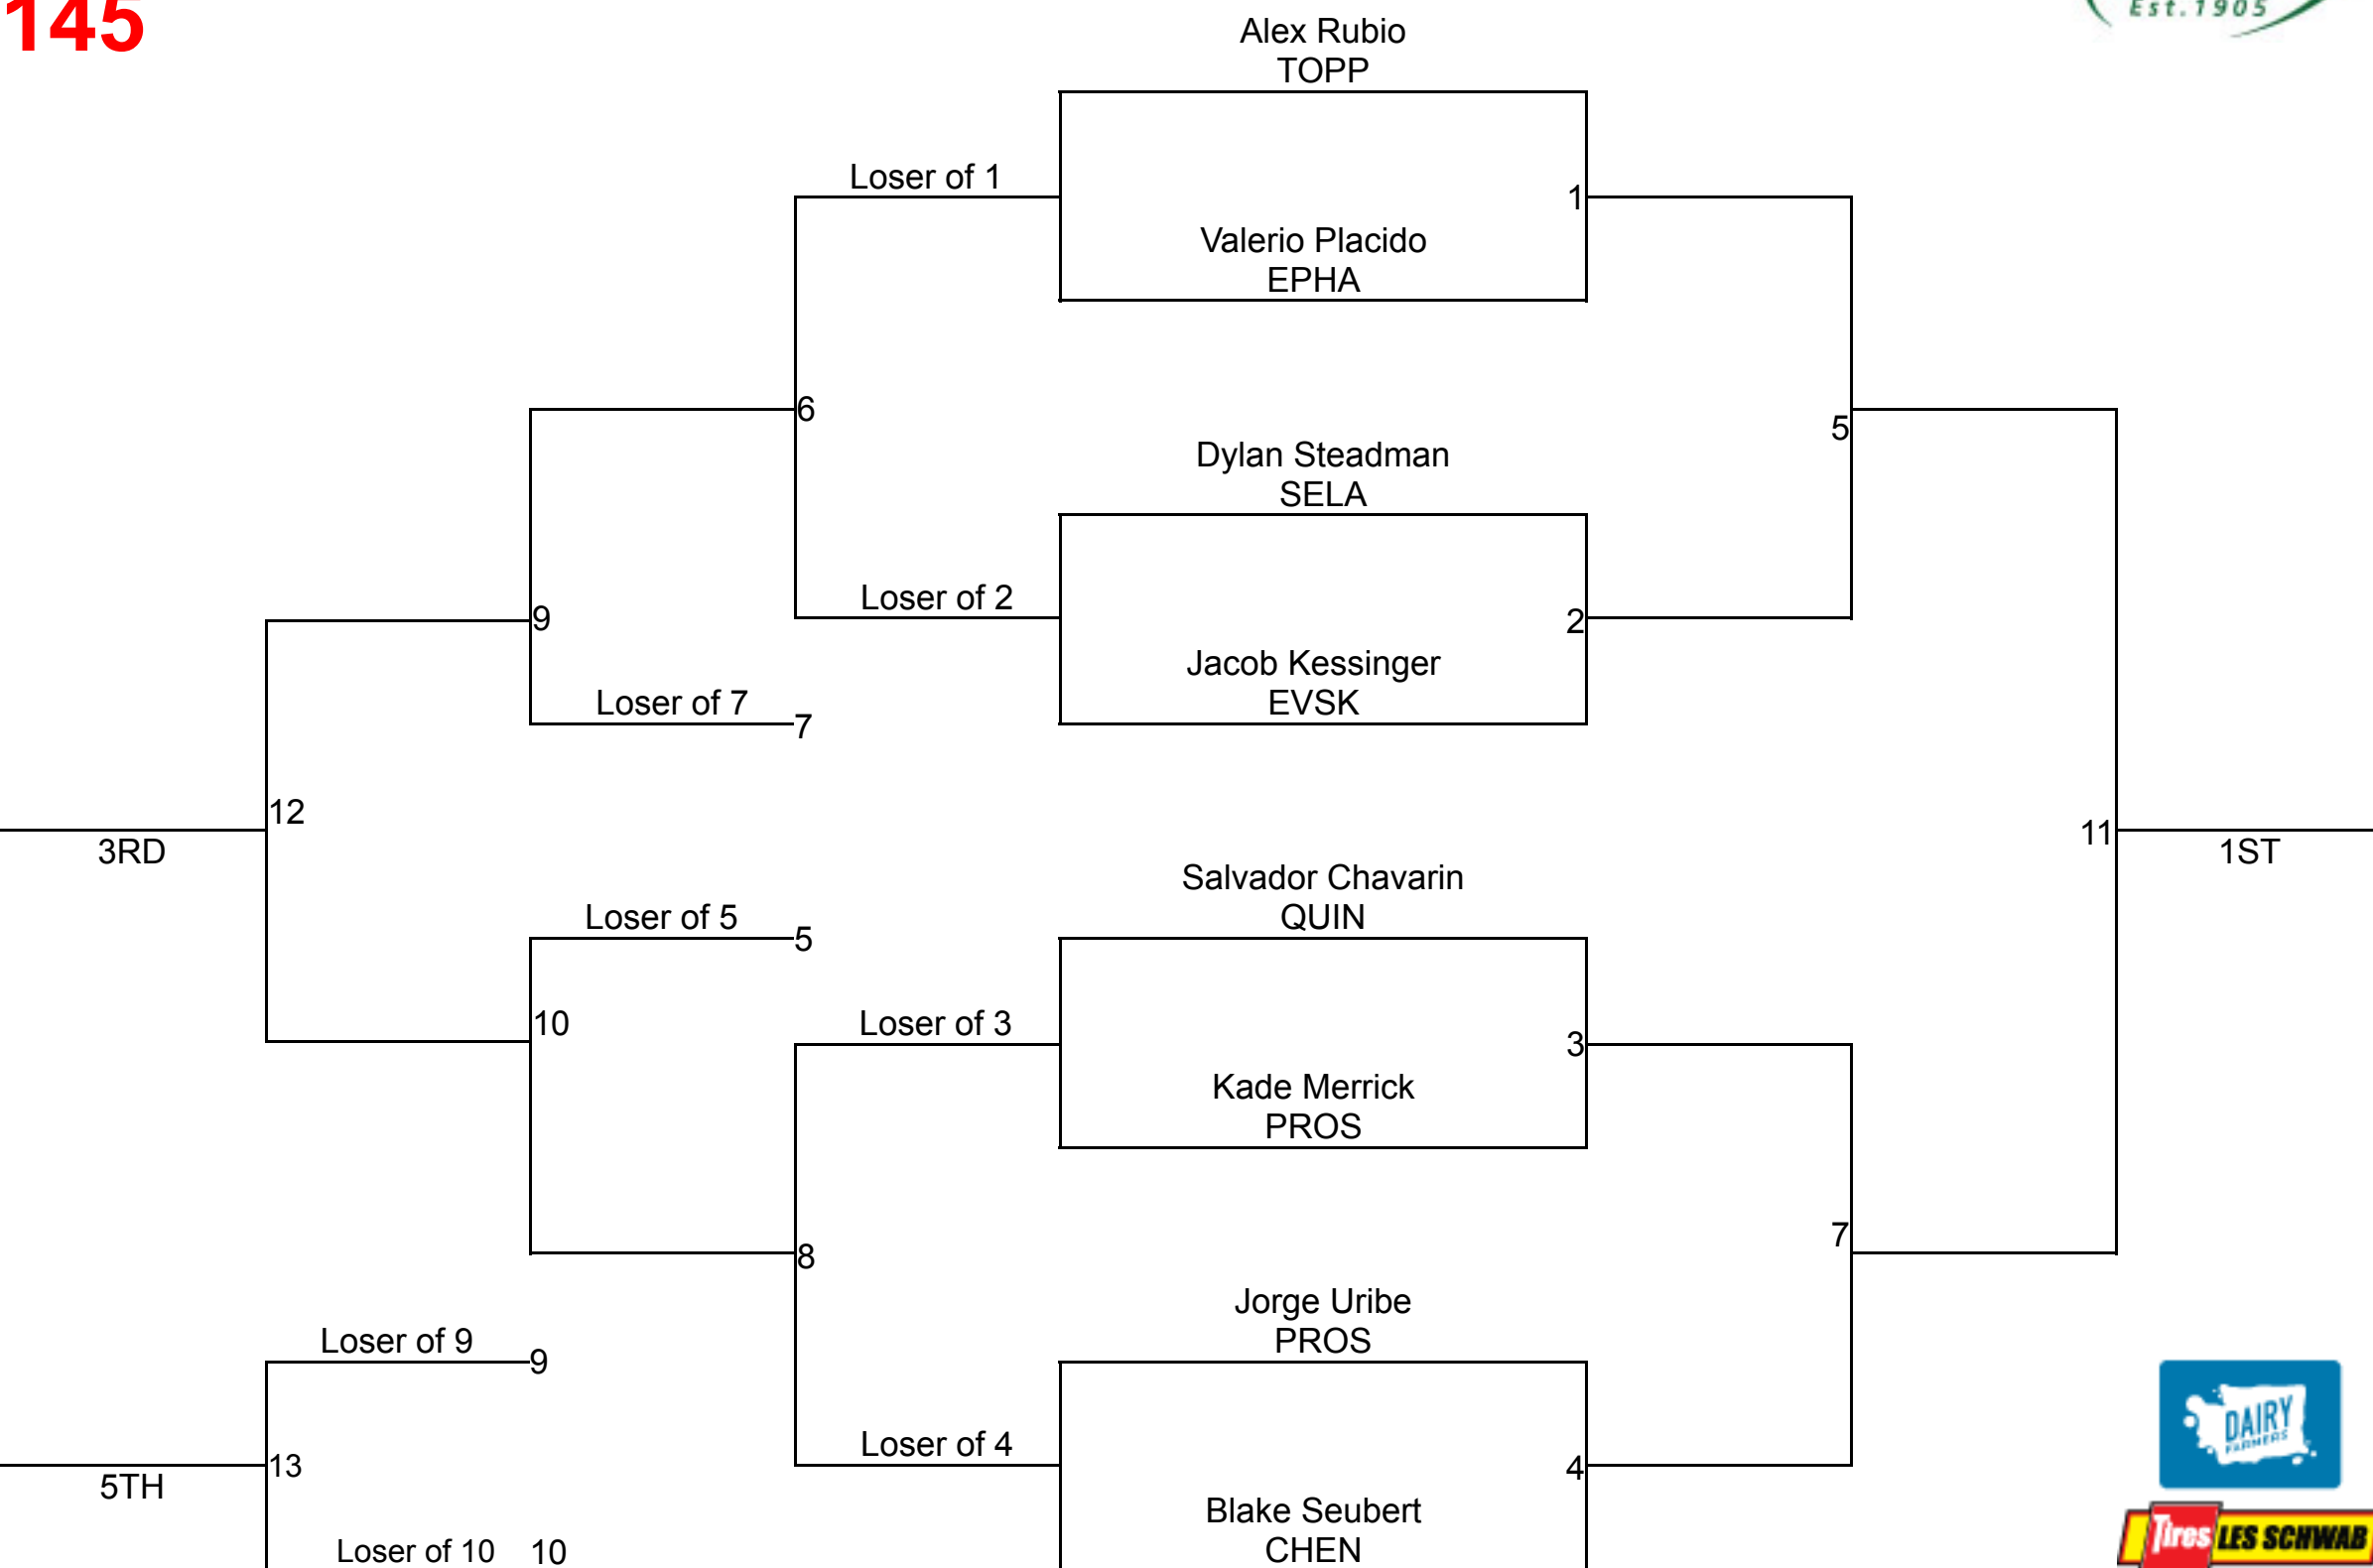 145
Est.1905
Alex Rubio
TOPP
Loser of 1
1
Valerio Placido
EPHA
6
5
Dylan Steadman
SELA
Loser of 2
2
9
Jacob Kessinger
EVSK
Loser of 7
7
12
3RD
11
1ST
Salvador Chavarin
QUIN
Loser of 5
5
10
Loser of 3
3
Kade Merrick
PROS
7
8
Jorge Uribe
PROS
Loser of 9
9
DAIRY
FARMERS
Loser of 4
4
13
5TH
Blake Seubert
CHEN
Loser of 10
10
Tires LES SCHWAB